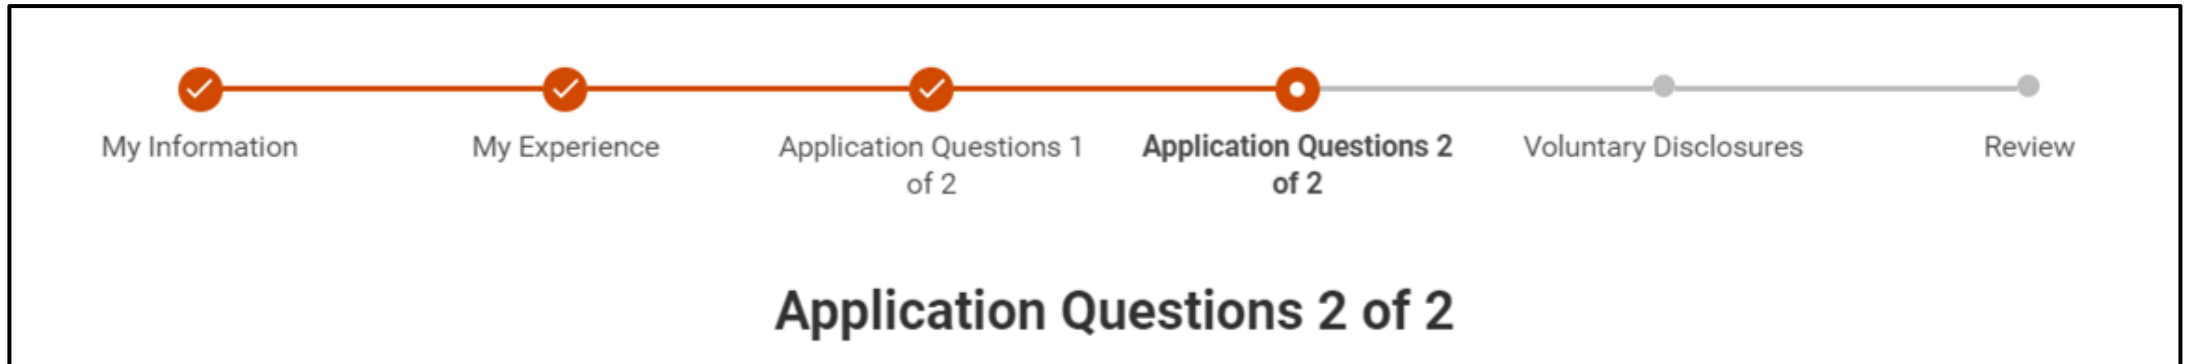 My Information
My Experience
Application Questions 1
of 2
Application Questions 2
of 2
Voluntary Disclosures
Review
Application Questions 2 of 2